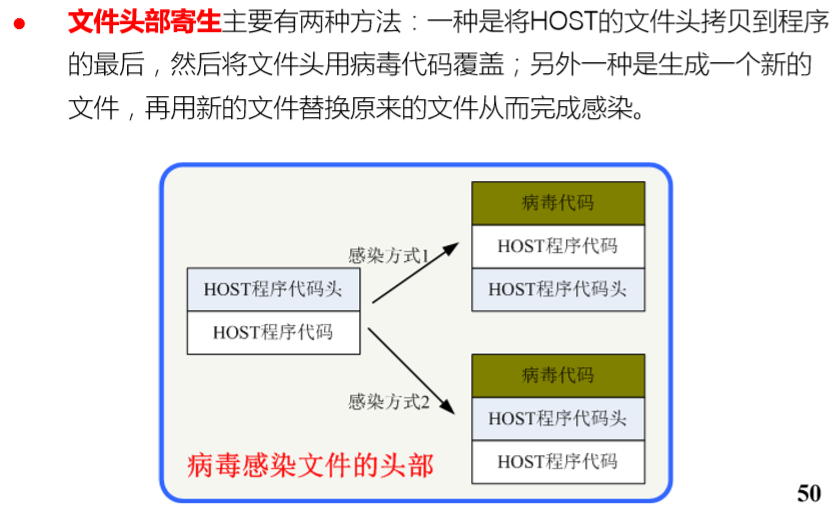 ● 文件头部寄生主要有两种方法：一种是将HOST的文件头拷贝到程序
的最后，然后将文件头用病毒代码覆盖；另外一种是生成一个新的
文件，再用新的文件替换原来的文件从而完成感染。
病毒代码
感染方式1
HOST程序代码
HOST程序代码头
HOST程序代码头
HOST程序代码
病毒代码
感染方式2
HOST程序代码头
HOST程序代码
病毒感染文件的头部
50